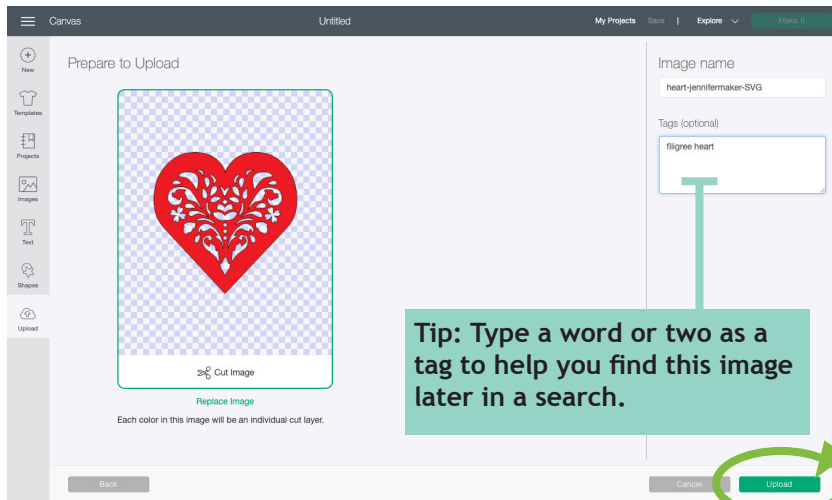 Canvas
Untitled
My Projects Save | Explore Make It
New
Templates
Projects
Images
Text
Shapes
Upload
Prepare to Upload
Cut Image
Replace Image
Each color in this image will be an individual cut layer.
Image name
heart-jennifermaker-SVG
Tags (optional)
filigree heart
Tip: Type a word or two as a
tag to help you find this image
later in a search.
Back
Cancel
Upload